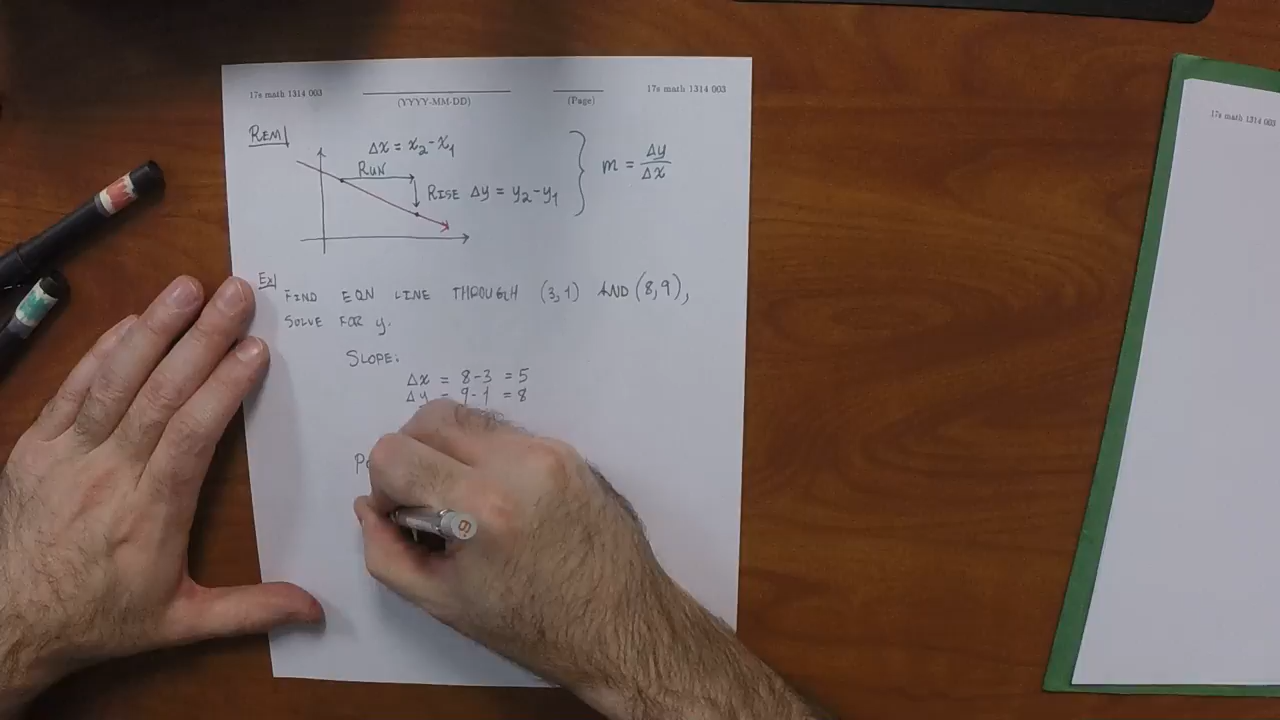 17s math 1314 003 (YYYY-MM-DD) (Page) 17s math 1314 003
REM
Δx = x₂-x₁
RUN
RISE Δy = y₂-y₁
m = Δy/Δx
Ex
FIND EQN LINE THROUGH (3,1) AND (8,9),
SOLVE FOR y.
SLOPE:
Δx = 8-3 = 5
Δy = 9-1 = 8
17s math 1314 003